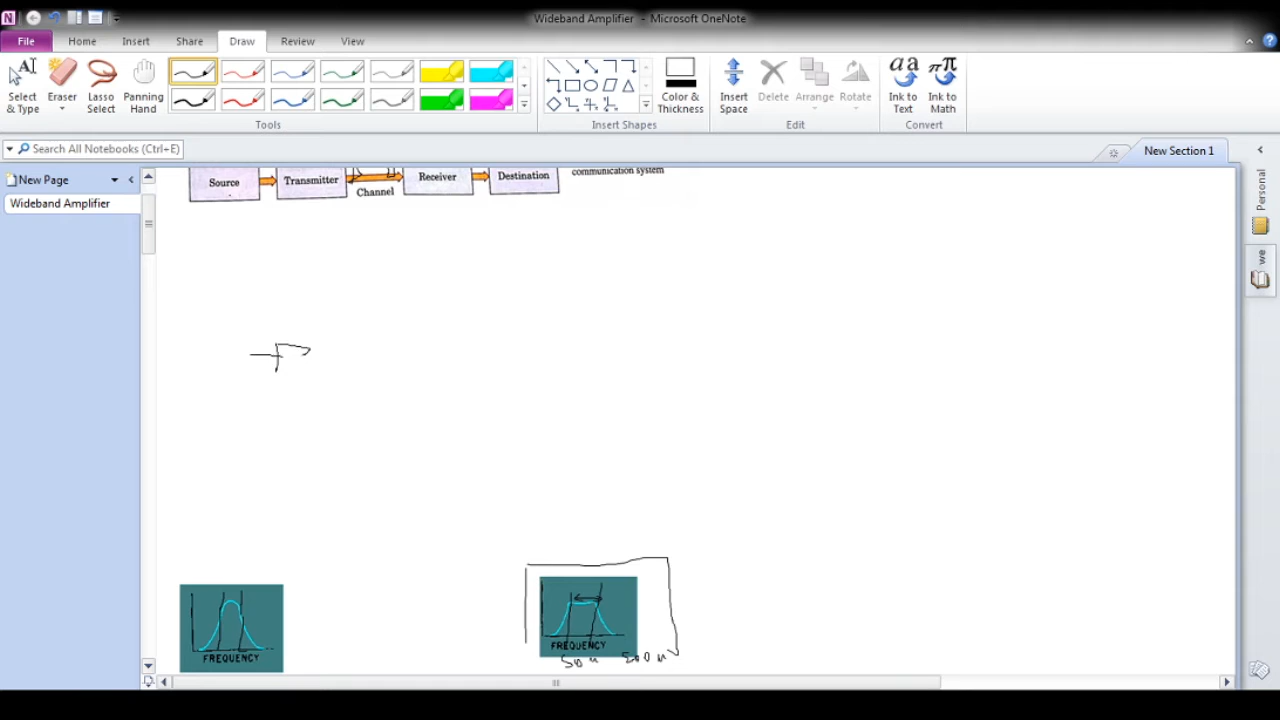 Wideband Amplifier - Microsoft OneNote
File Home Insert Share Draw Review View
Select & Type
Eraser
Lasso Select
Panning Hand
Color & Thickness
Insert Space
Delete
Arrange
Rotate
Ink to Text
Ink to Math
Tools
Insert Shapes
Edit
Convert
Search All Notebooks (Ctrl+E)
New Section 1
New Page
Wideband Amplifier
Personal
we
Source
Transmitter
Channel
Receiver
Destination
communication system
FREQUENCY
FREQUENCY